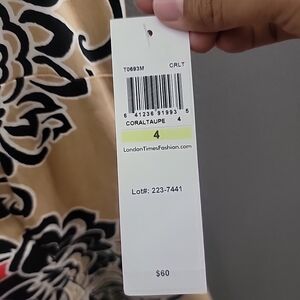 T0693M CRLT
6 41236 91993 5
CORALTAUPE 4
4
LondonTimesFashion.com
Lot#: 223-7441
$60